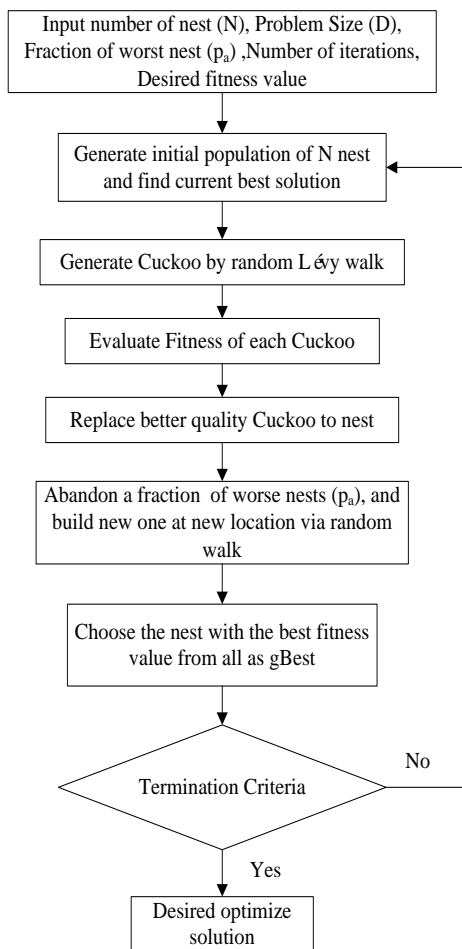 Input number of nest (N), Problem Size (D),
Fraction of worst nest (pₐ) ,Number of iterations,
Desired fitness value
Generate initial population of N nest
and find current best solution
Generate Cuckoo by random Lévy walk
Evaluate Fitness of each Cuckoo
Replace better quality Cuckoo to nest
Abandon a fraction of worse nests (pₐ), and
build new one at new location via random
walk
Choose the nest with the best fitness
value from all as gBest
Termination Criteria
No
Yes
Desired optimize
solution